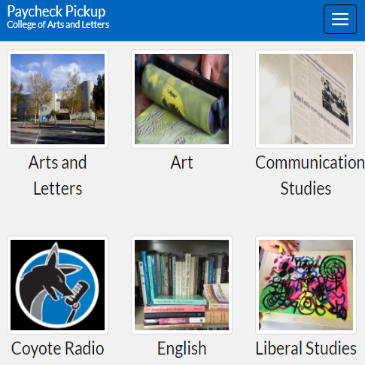 Paycheck Pickup
College of Arts and Letters
Arts and
Letters
Art
Communication
Studies
Coyote Radio
English
Liberal Studies